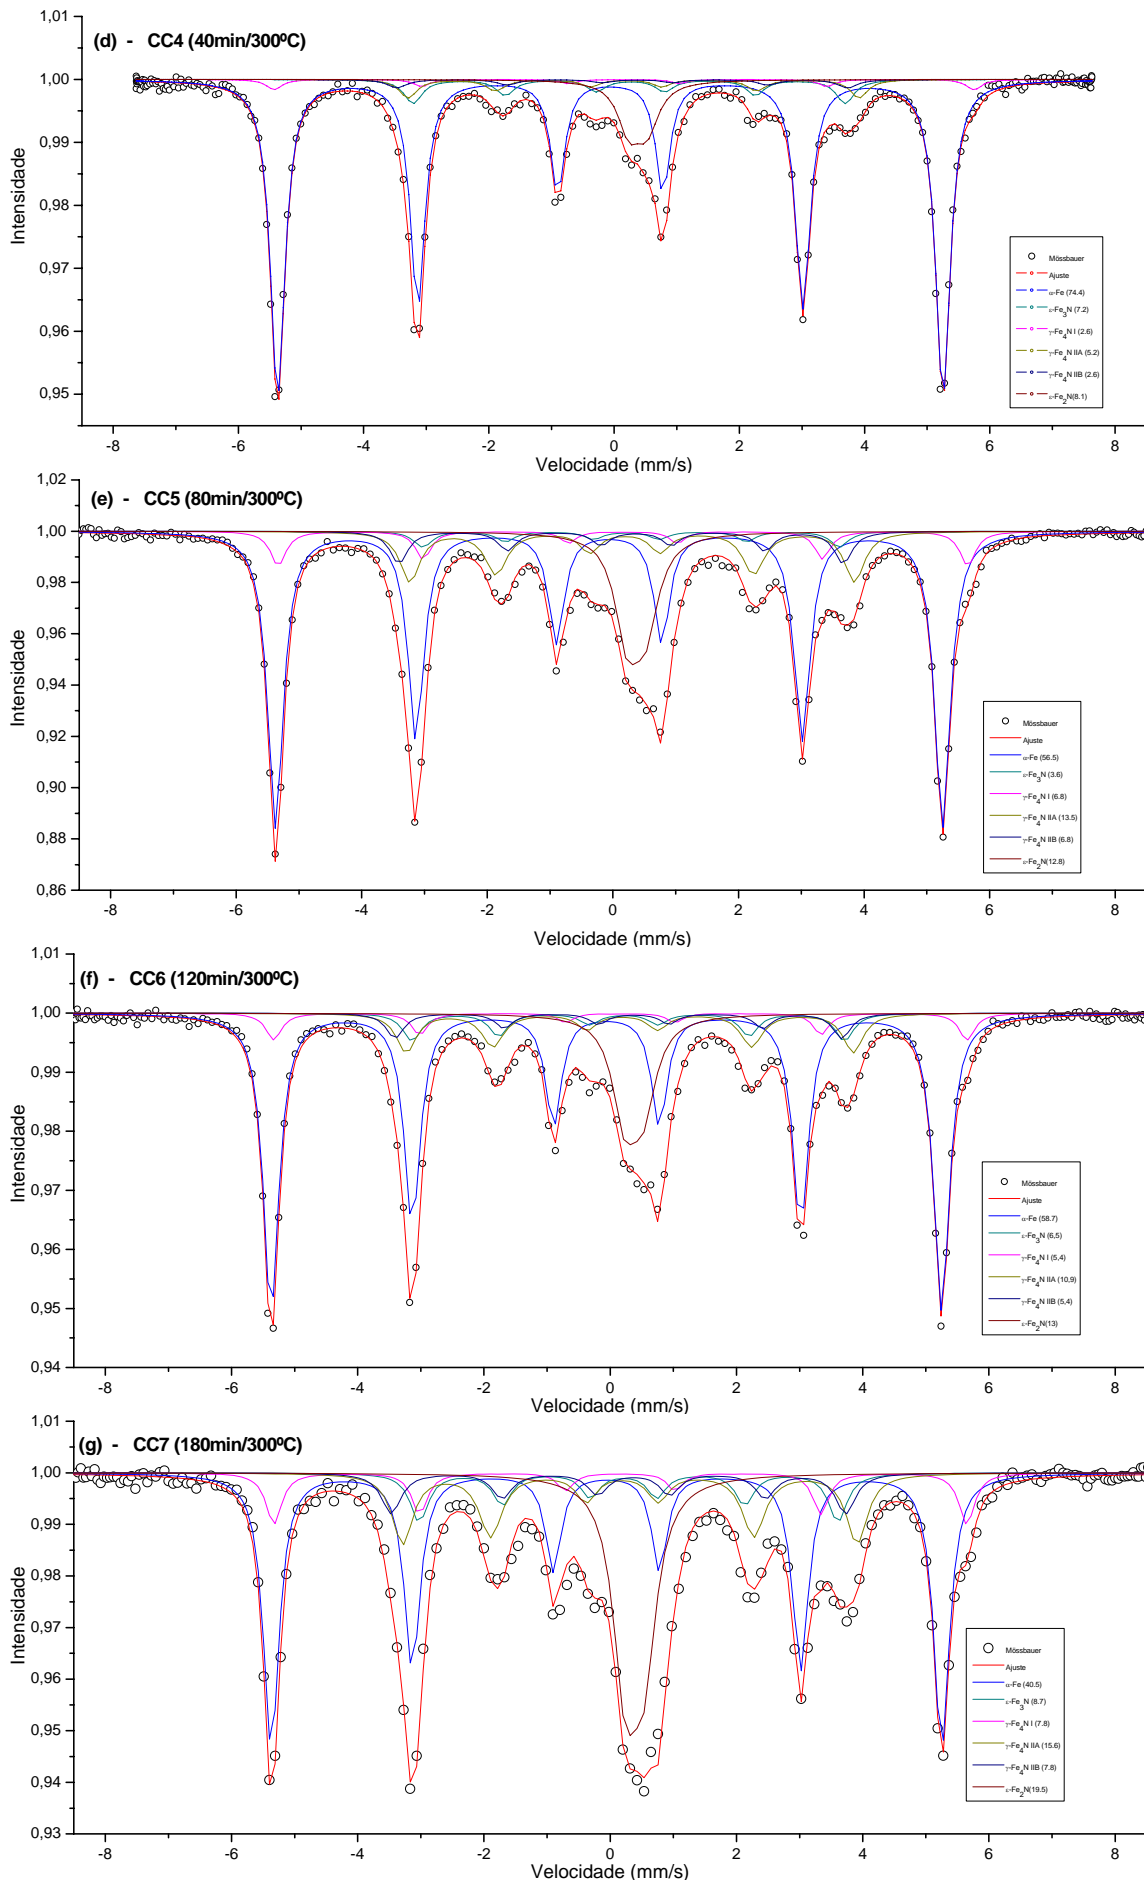 1,01
(d) - CC4 (40min/300ºC)
1,00
0,99
0,98
0,97
0,96
0,95
Intensidade
Mössbauer
Ajuste
α-Fe (74.4)
ε-Fe3N (7.2)
γ-Fe4N I (2.6)
γ-Fe4N IIA (5.2)
γ-Fe4N IIB (2.6)
ε-Fe2N(8.1)
-8 -6 -4 -2 0 2 4 6 8
Velocidade (mm/s)
1,02
(e) - CC5 (80min/300ºC)
1,00
0,98
0,96
0,94
0,92
0,90
0,88
0,86
Intensidade
Mössbauer
Ajuste
α-Fe (56.5)
ε-Fe3N (3.6)
γ-Fe4N I (6.8)
γ-Fe4N IIA (13.5)
γ-Fe4N IIB (6.8)
ε-Fe2N(12.8)
-8 -6 -4 -2 0 2 4 6 8
Velocidade (mm/s)
1,01
(f) - CC6 (120min/300ºC)
1,00
0,99
0,98
0,97
0,96
0,95
0,94
Intensidade
Mössbauer
Ajuste
α-Fe (58.7)
ε-Fe3N (6,5)
γ-Fe4N I (5,4)
γ-Fe4N IIA (10,9)
γ-Fe4N IIB (5,4)
ε-Fe2N(13)
-8 -6 -4 -2 0 2 4 6 8
Velocidade (mm/s)
1,01
(g) - CC7 (180min/300ºC)
1,00
0,99
0,98
0,97
0,96
0,95
0,94
0,93
Intensidade
Mössbauer
Ajuste
α-Fe (40.5)
ε-Fe3N (8.7)
γ-Fe4N I (7.8)
γ-Fe4N IIA (15.6)
γ-Fe4N IIB (7.8)
ε-Fe2N(19.5)
-8 -6 -4 -2 0 2 4 6 8
Velocidade (mm/s)